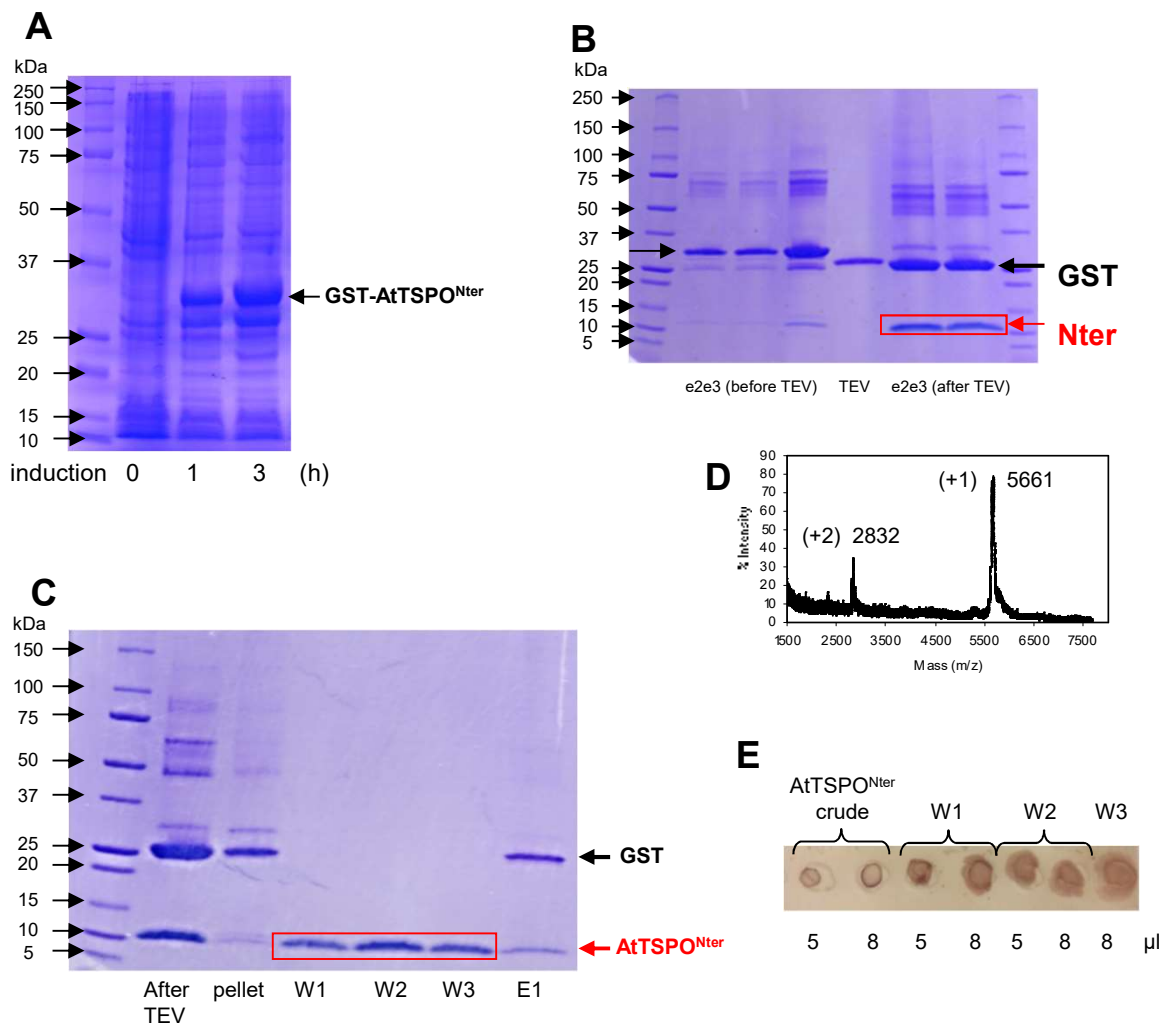 A
kDa
250
150
100
75
50
37
25
20
15
10
GST-AtTSPO^Nter
induction 0 1 3 (h)
B
kDa
250
150
100
75
50
37
25
20
15
10
5
GST
Nter
e2e3 (before TEV) TEV e2e3 (after TEV)
C
kDa
150
100
75
50
37
25
20
15
10
5
GST
AtTSPO^Nter
After pellet W1 W2 W3 E1
TEV
D
90
80
70
60
50
40
30
20
10
0
% Intensity
(+1) 5661
(+2) 2832
1500 2500 3500 4500 5500 6500 7500
Mass (m/z)
E
AtTSPO^Nter
crude W1 W2 W3
5 8 5 8 5 8 8 µl